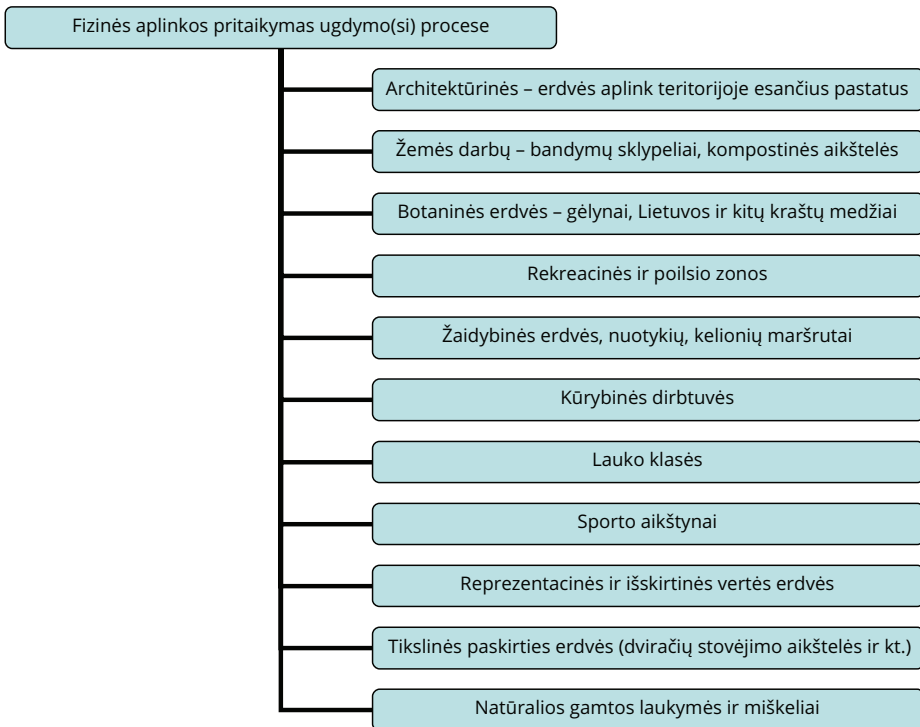 Fizinės aplinkos pritaikymas ugdymo(si) procese
Architektūrinės – erdvės aplink teritorijoje esančius pastatus
Žemės darbų – bandymų sklypeliai, kompostinės aikštelės
Botaninės erdvės – gėlynai, Lietuvos ir kitų kraštų medžiai
Rekreacinės ir poilsio zonos
Žaidybinės erdvės, nuotykių, kelionių maršrutai
Kūrybinės dirbtuvės
Lauko klasės
Sporto aikštynai
Reprezentacinės ir išskirtinės vertės erdvės
Tikslinės paskirties erdvės (dviračių stovėjimo aikštelės ir kt.)
Natūralios gamtos laukymės ir miškeliai